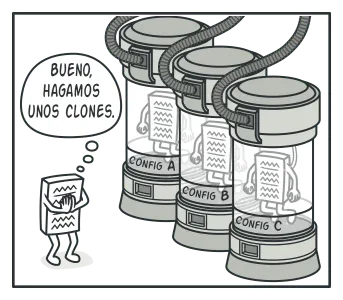 BUENO,
HAGAMOS
UNOS CLONES.
CONFIG A
CONFIG B
CONFIG C